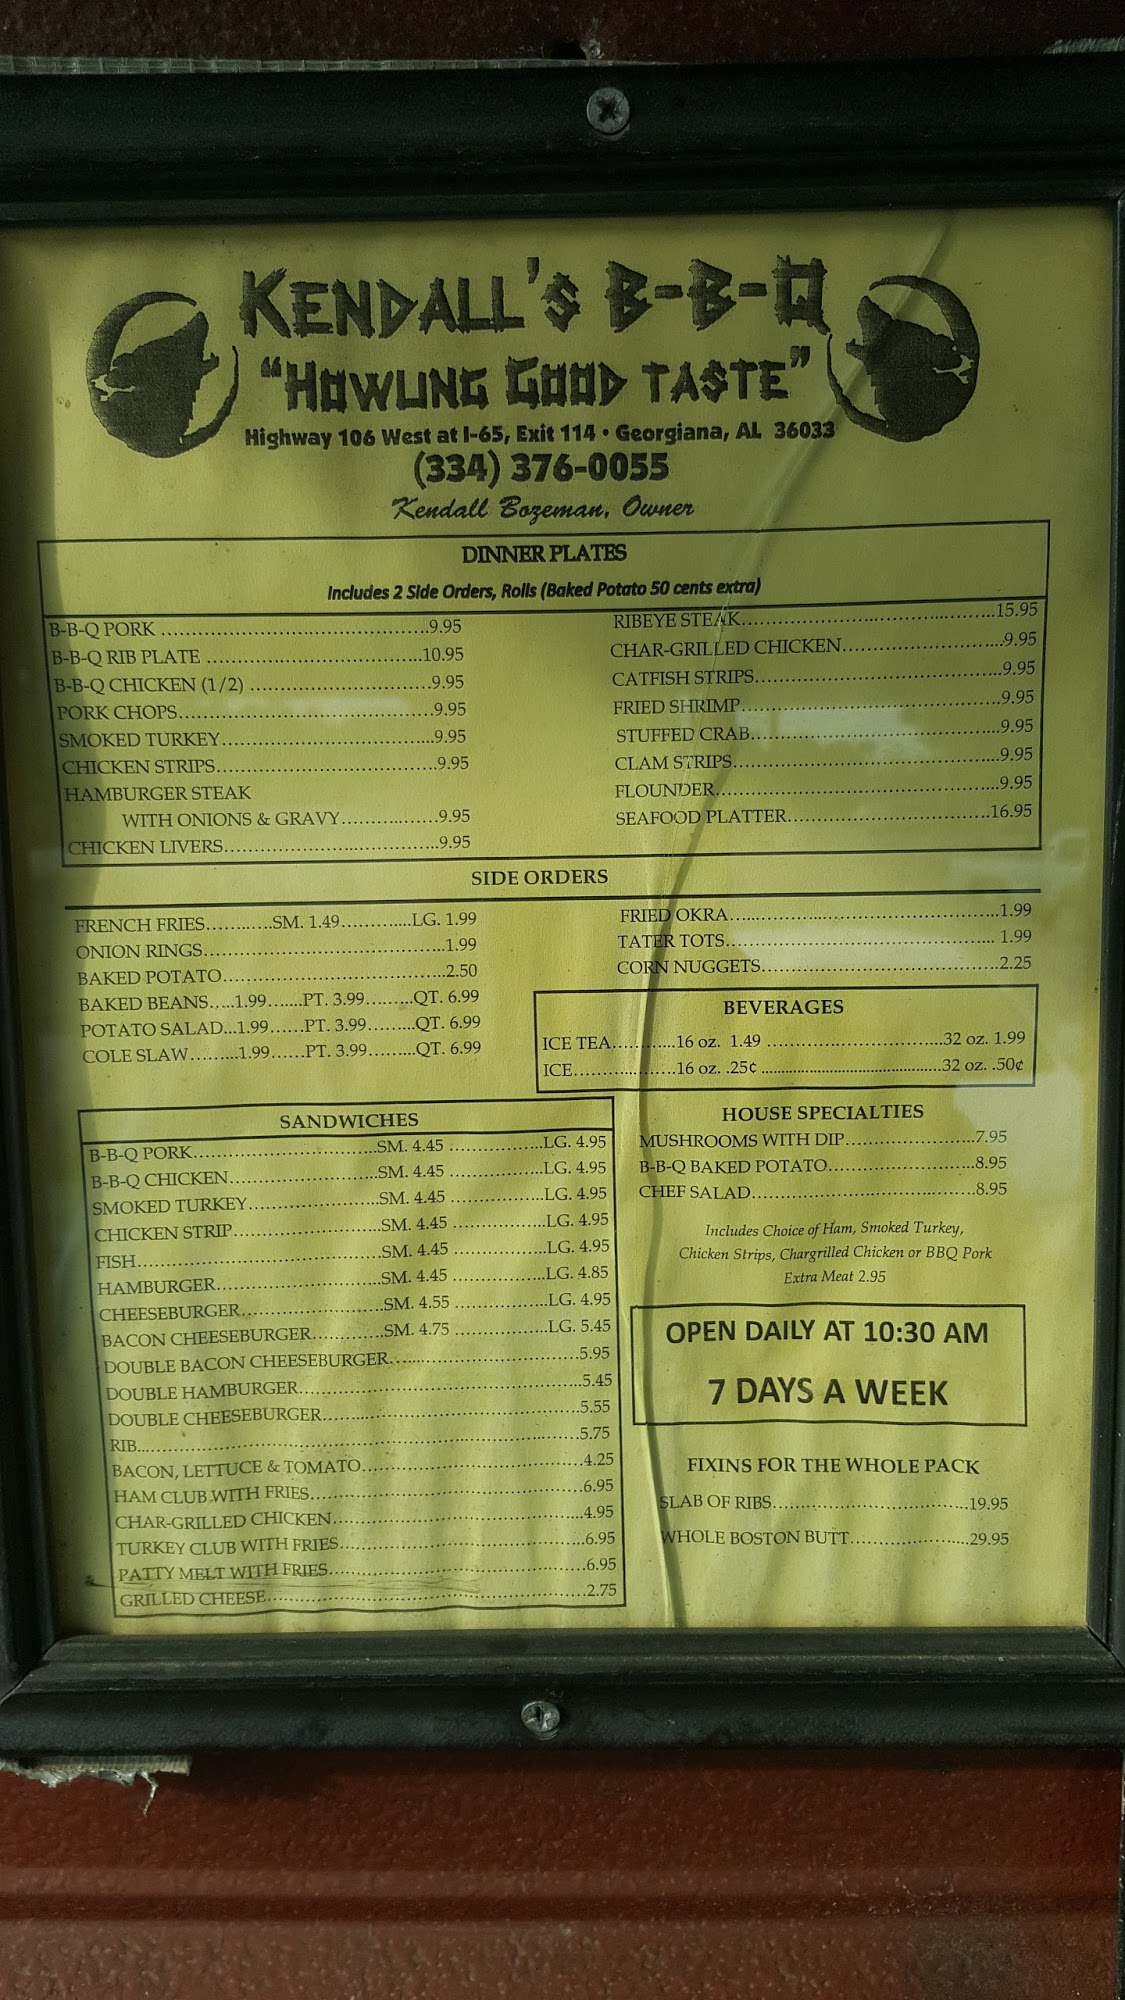 KENDALL'S B-B-Q
"HOWLING GOOD TASTE"
Highway 106 West at I-65, Exit 114 • Georgiana, AL 36033
(334) 376-0055
Kendall Bozeman, Owner
DINNER PLATES
Includes 2 Side Orders, Rolls (Baked Potato 50 cents extra)
B-B-Q PORK 9.95
B-B-Q RIB PLATE 10.95
B-B-Q CHICKEN (1/2) 9.95
PORK CHOPS 9.95
SMOKED TURKEY 9.95
CHICKEN STRIPS 9.95
HAMBURGER STEAK
WITH ONIONS & GRAVY 9.95
CHICKEN LIVERS 9.95
RIBEYE STEAK 15.95
CHAR-GRILLED CHICKEN 9.95
CATFISH STRIPS 9.95
FRIED SHRIMP 9.95
STUFFED CRAB 9.95
CLAM STRIPS 9.95
FLOUNDER 9.95
SEAFOOD PLATTER 16.95
SIDE ORDERS
FRENCH FRIES SM. 1.49 LG. 1.99
ONION RINGS 1.99
BAKED POTATO 2.50
BAKED BEANS 1.99 PT. 3.99 QT. 6.99
POTATO SALAD 1.99 PT. 3.99 QT. 6.99
COLE SLAW 1.99 PT. 3.99 QT. 6.99
FRIED OKRA 1.99
TATER TOTS 1.99
CORN NUGGETS 2.25
BEVERAGES
ICE TEA 16 oz. 1.49 32 oz. 1.99
ICE 16 oz. .25¢ 32 oz. .50¢
SANDWICHES
B-B-Q PORK SM. 4.45 LG. 4.95
B-B-Q CHICKEN SM. 4.45 LG. 4.95
SMOKED TURKEY SM. 4.45 LG. 4.95
CHICKEN STRIP SM. 4.45 LG. 4.95
FISH SM. 4.45 LG. 4.95
HAMBURGER SM. 4.45 LG. 4.85
CHEESEBURGER SM. 4.55 LG. 4.95
BACON CHEESEBURGER SM. 4.75 LG. 5.45
DOUBLE BACON CHEESEBURGER 5.95
DOUBLE HAMBURGER 5.45
DOUBLE CHEESEBURGER 5.55
RIB 5.75
BACON, LETTUCE & TOMATO 4.25
HAM CLUB WITH FRIES 6.95
CHAR-GRILLED CHICKEN 4.95
TURKEY CLUB WITH FRIES 6.95
PATTY MELT WITH FRIES 6.95
GRILLED CHEESE 2.75
HOUSE SPECIALTIES
MUSHROOMS WITH DIP 7.95
B-B-Q BAKED POTATO 8.95
CHEF SALAD 8.95
Includes Choice of Ham, Smoked Turkey,
Chicken Strips, Chargrilled Chicken or BBQ Pork
Extra Meat 2.95
OPEN DAILY AT 10:30 AM
7 DAYS A WEEK
FIXINS FOR THE WHOLE PACK
SLAB OF RIBS 19.95
WHOLE BOSTON BUTT 29.95